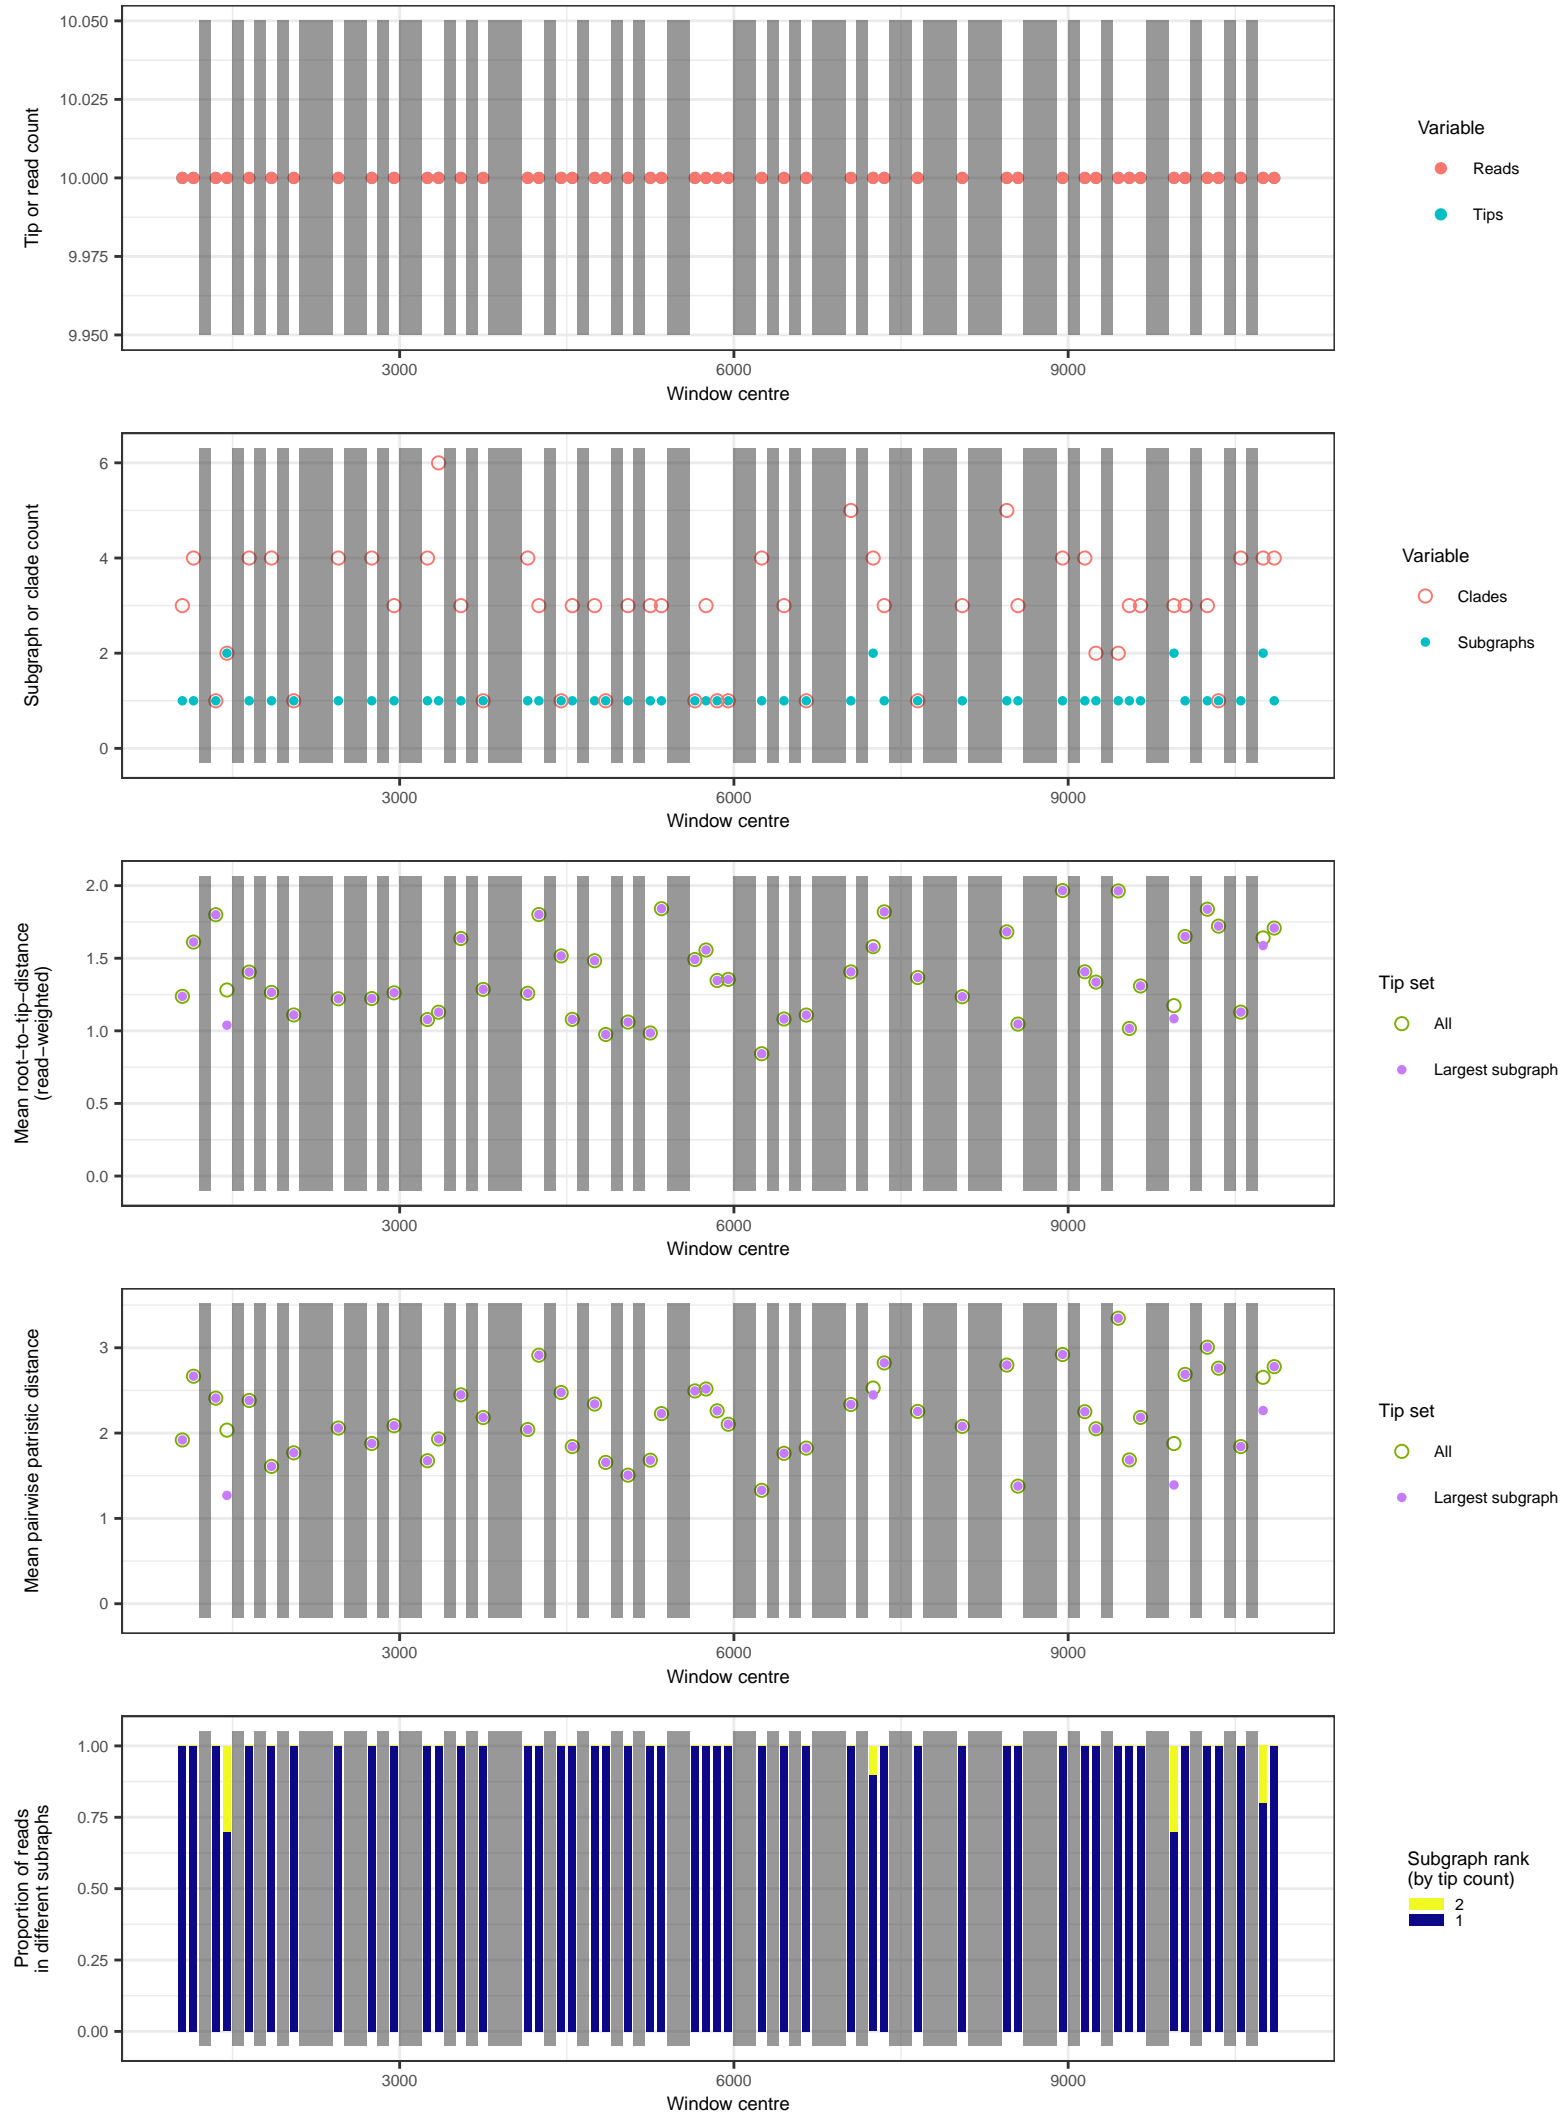 10.050
10.025
10.000
9.975
9.950
Tip or read count
3000 6000 9000
Window centre
Variable
Reads
Tips
6
4
2
0
Subgraph or clade count
3000 6000 9000
Window centre
Variable
Clades
Subgraphs
2.0
1.5
1.0
0.5
0.0
Mean root−to−tip−distance
(read−weighted)
3000 6000 9000
Window centre
Tip set
All
Largest subgraph
3
2
1
0
Mean pairwise patristic distance
3000 6000 9000
Window centre
Tip set
All
Largest subgraph
1.00
0.75
0.50
0.25
0.00
Proportion of reads
in different subraphs
3000 6000 9000
Window centre
Subgraph rank
(by tip count)
2
1